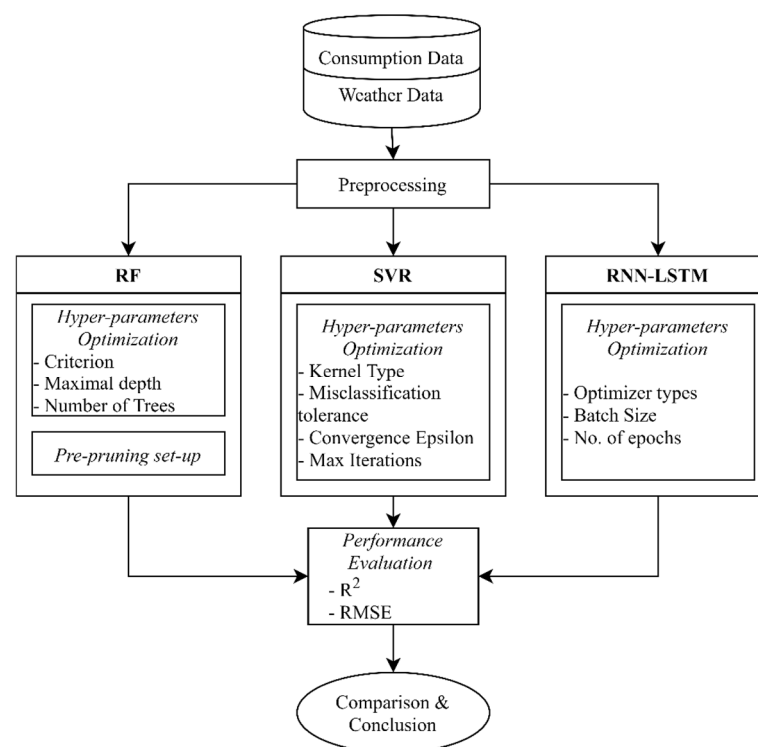 Consumption Data
Weather Data
Preprocessing
RF
Hyper-parameters
Optimization
- Criterion
- Maximal depth
- Number of Trees
Pre-pruning set-up
SVR
Hyper-parameters
Optimization
- Kernel Type
- Misclassification
tolerance
- Convergence Epsilon
- Max Iterations
RNN-LSTM
Hyper-parameters
Optimization
- Optimizer types
- Batch Size
- No. of epochs
Performance
Evaluation
- R²
- RMSE
Comparison &
Conclusion